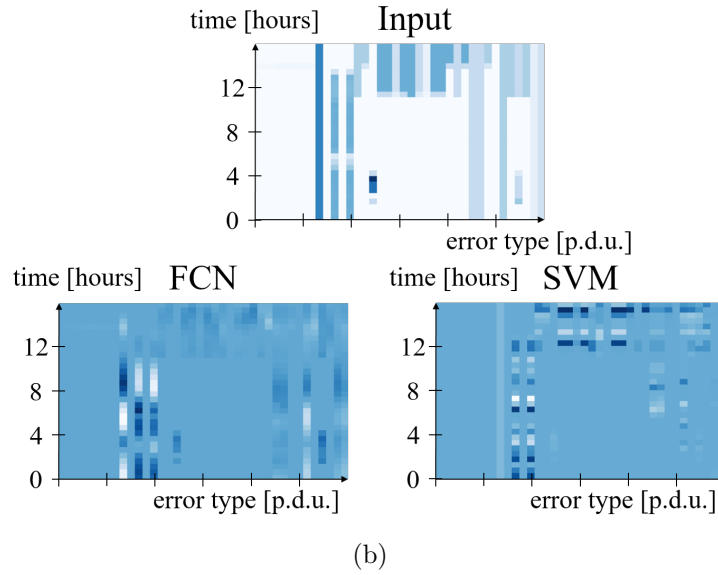 time [hours] Input
12
8
4
0
error type [p.d.u.]
time [hours] FCN
12
8
4
0
error type [p.d.u.]
time [hours] SVM
12
8
4
0
error type [p.d.u.]
(b)